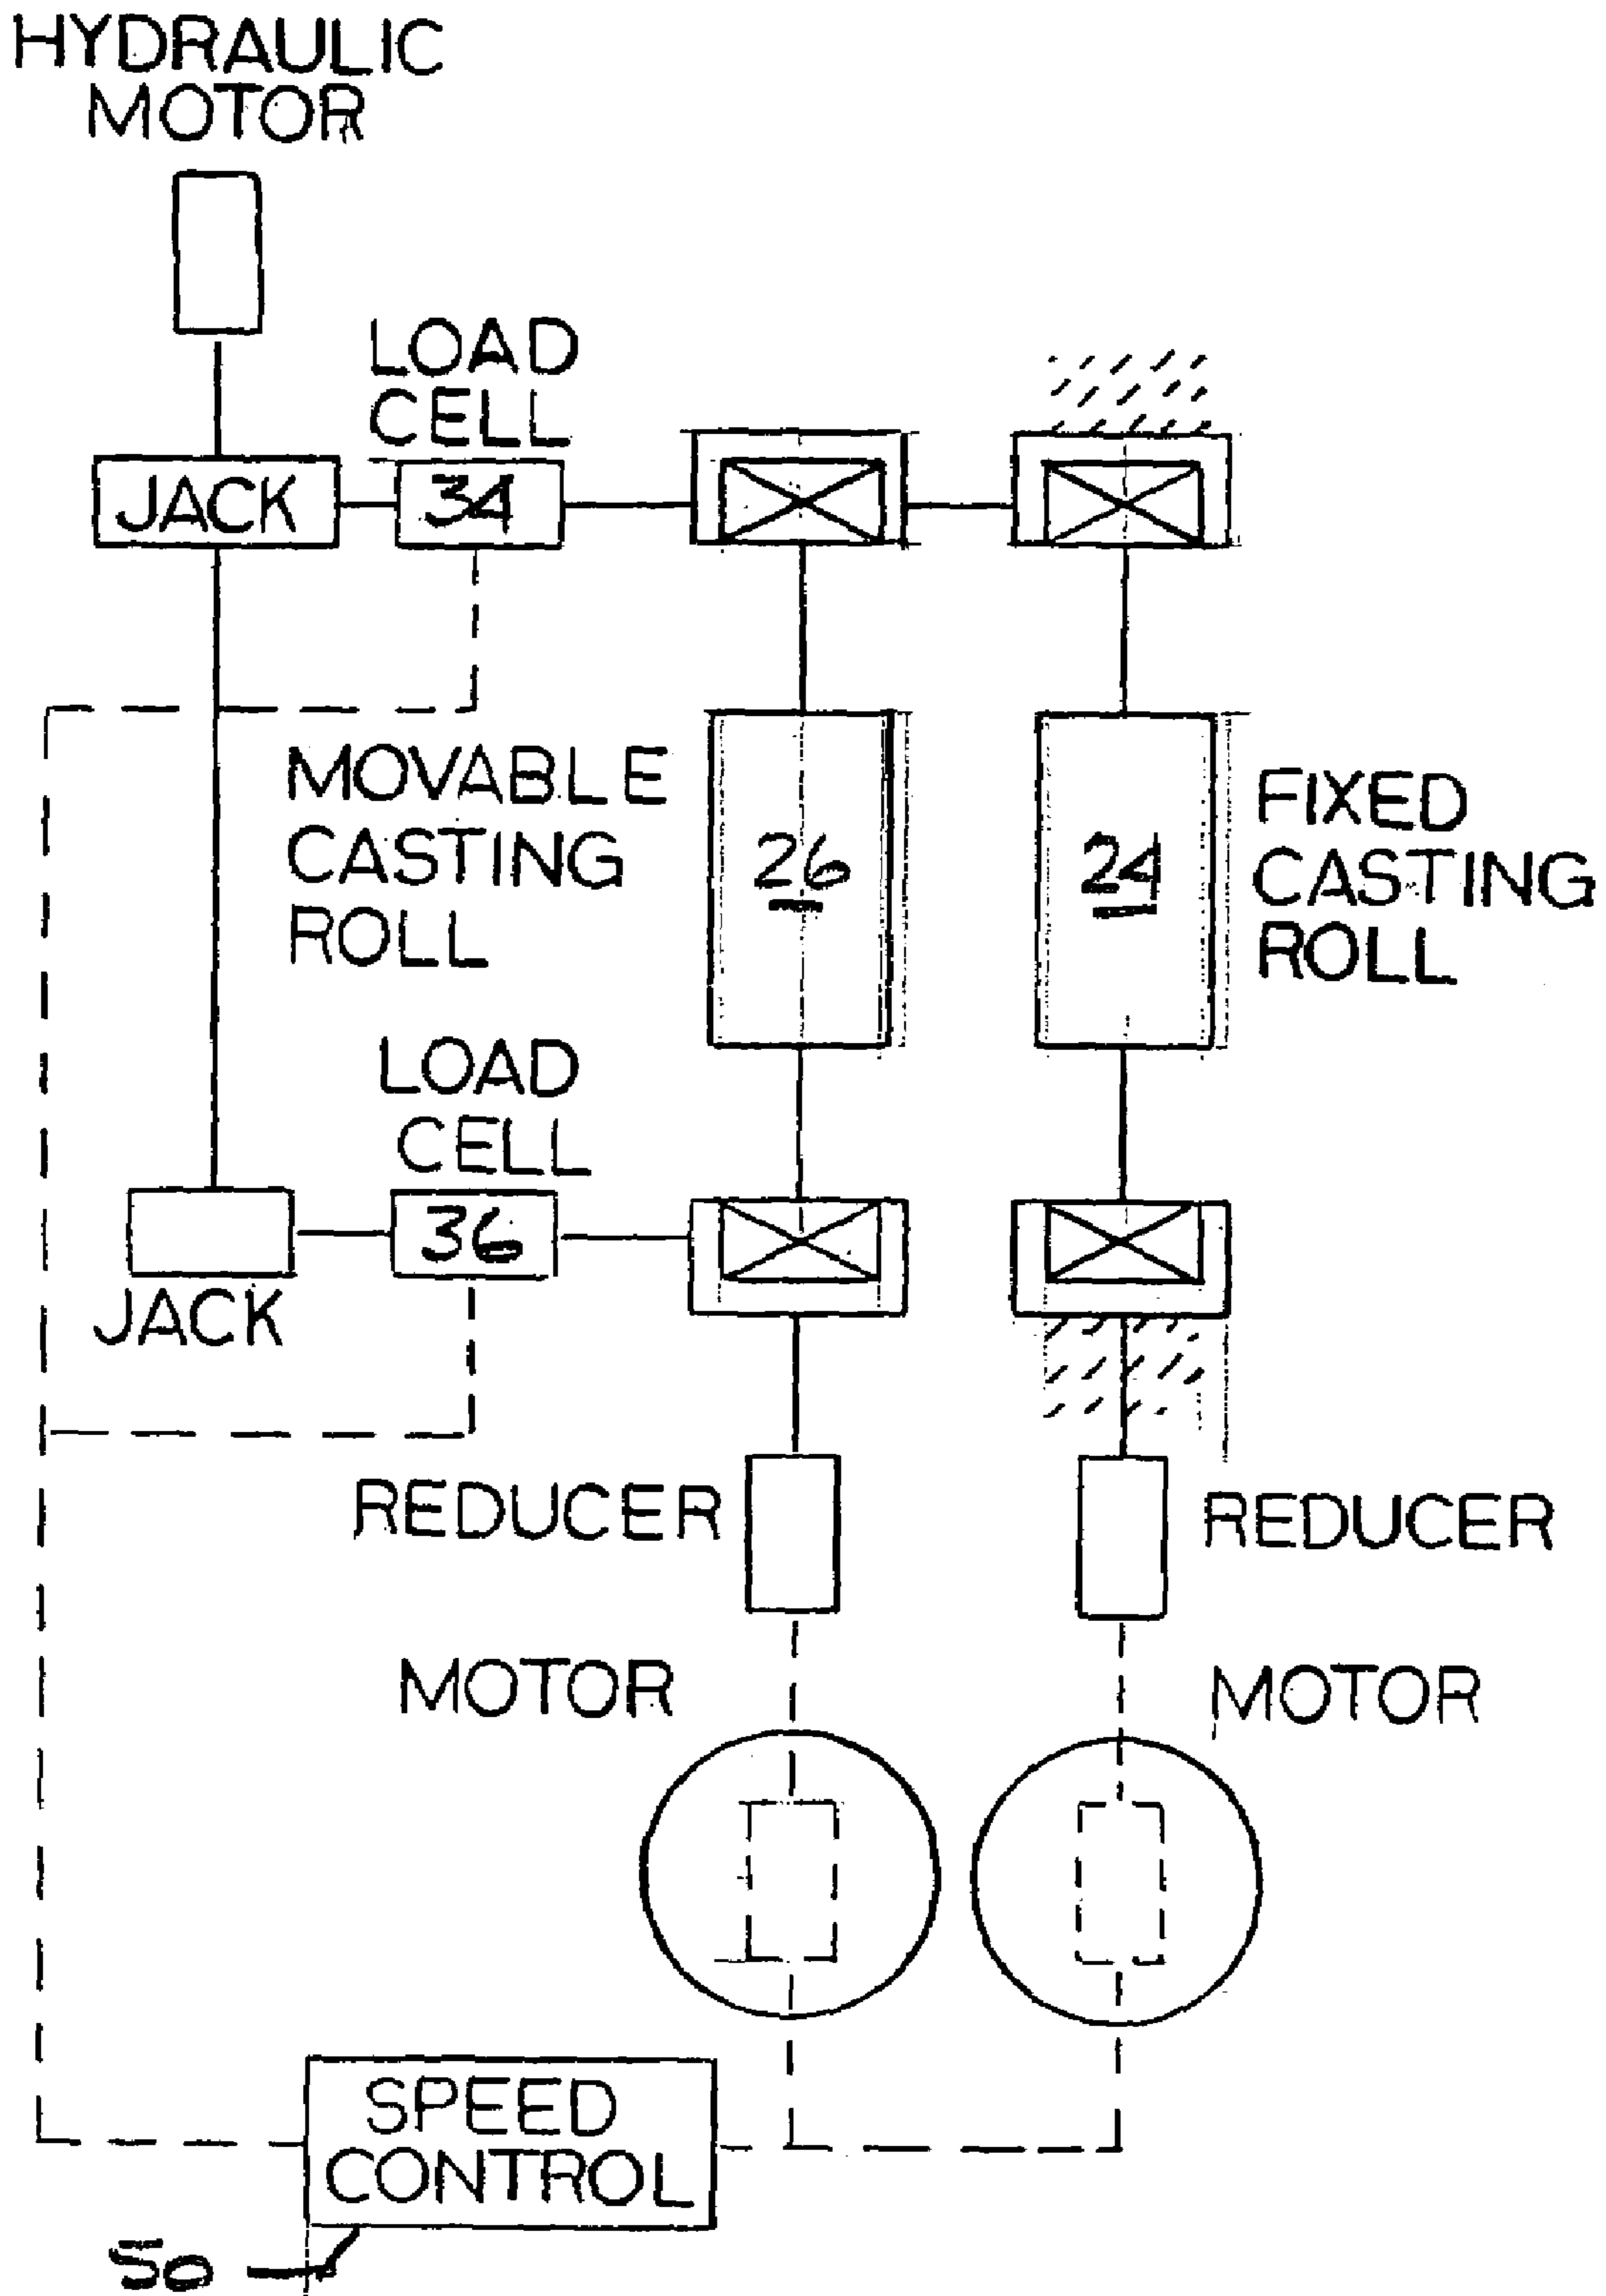 HYDRAULIC
MOTOR
LOAD
CELL
JACK
34
MOVABLE
CASTING
ROLL
26
24
FIXED
CASTING
ROLL
LOAD
CELL
36
JACK
REDUCER
REDUCER
MOTOR
MOTOR
SPEED
CONTROL
50